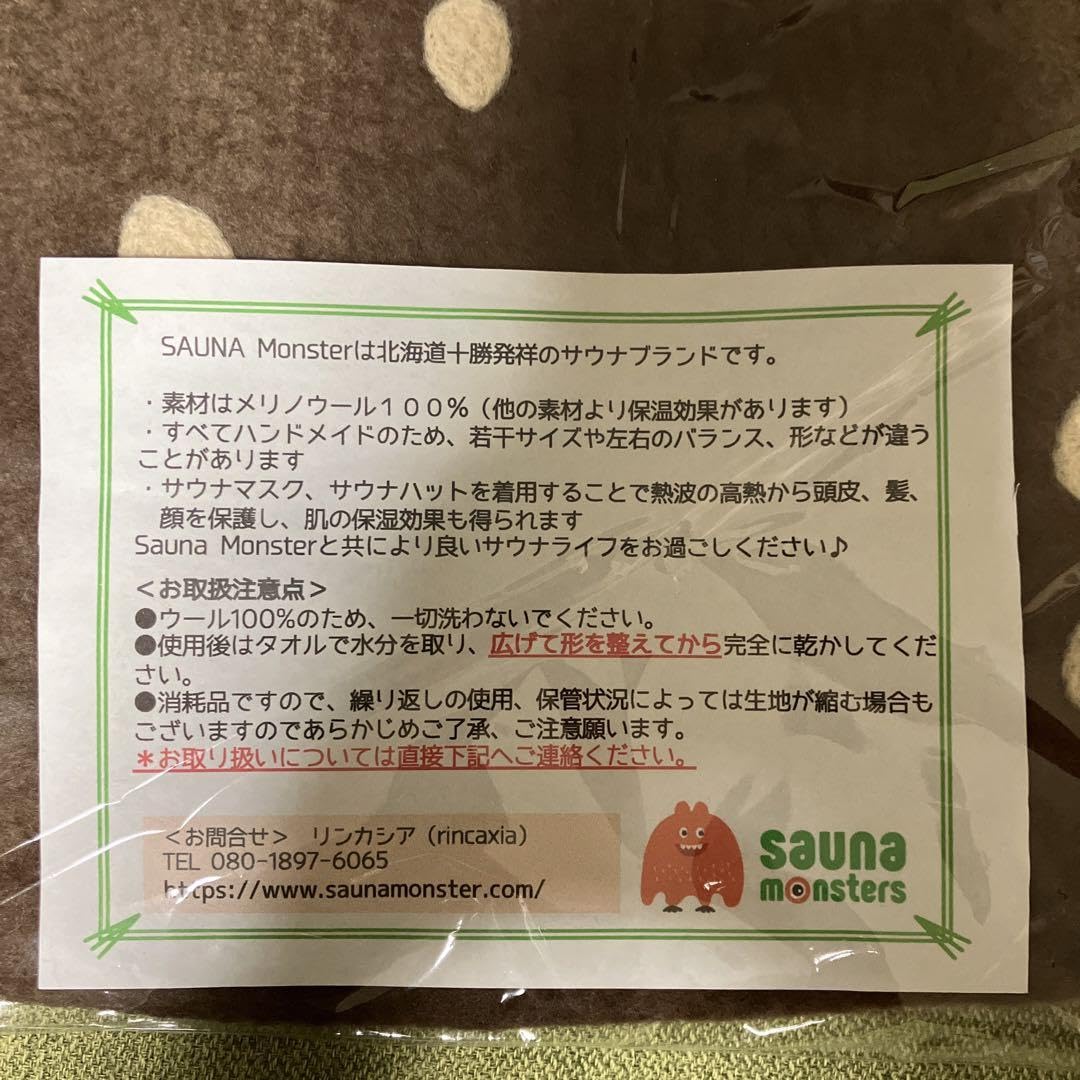 SAUNA Monsterは北海道十勝発祥のサウナブランドです。
・素材はメリノウール１００％（他の素材より保温効果があります）
・すべてハンドメイドのため、若干サイズや左右のバランス、形などが違う
ことがあります
・サウナマスク、サウナハットを着用することで熱波の高熱から頭皮、髪、
顔を保護し、肌の保湿効果も得られます
Sauna Monsterと共により良いサウナライフをお過ごしください♪
＜お取扱注意点＞
●ウール100%のため、一切洗わないでください。
●使用後はタオルで水分を取り、広げて形を整えてから完全に乾かしてくだ
さい。
●消耗品ですので、繰り返しの使用、保管状況によっては生地が縮む場合も
ございますのであらかじめご了承、ご注意願います。
＊お取り扱いについては直接下記へご連絡ください。
＜お問合せ＞　リンカシア（rincaxia）
TEL 080-1897-6065
https://www.saunamonster.com/
sauna
monsters